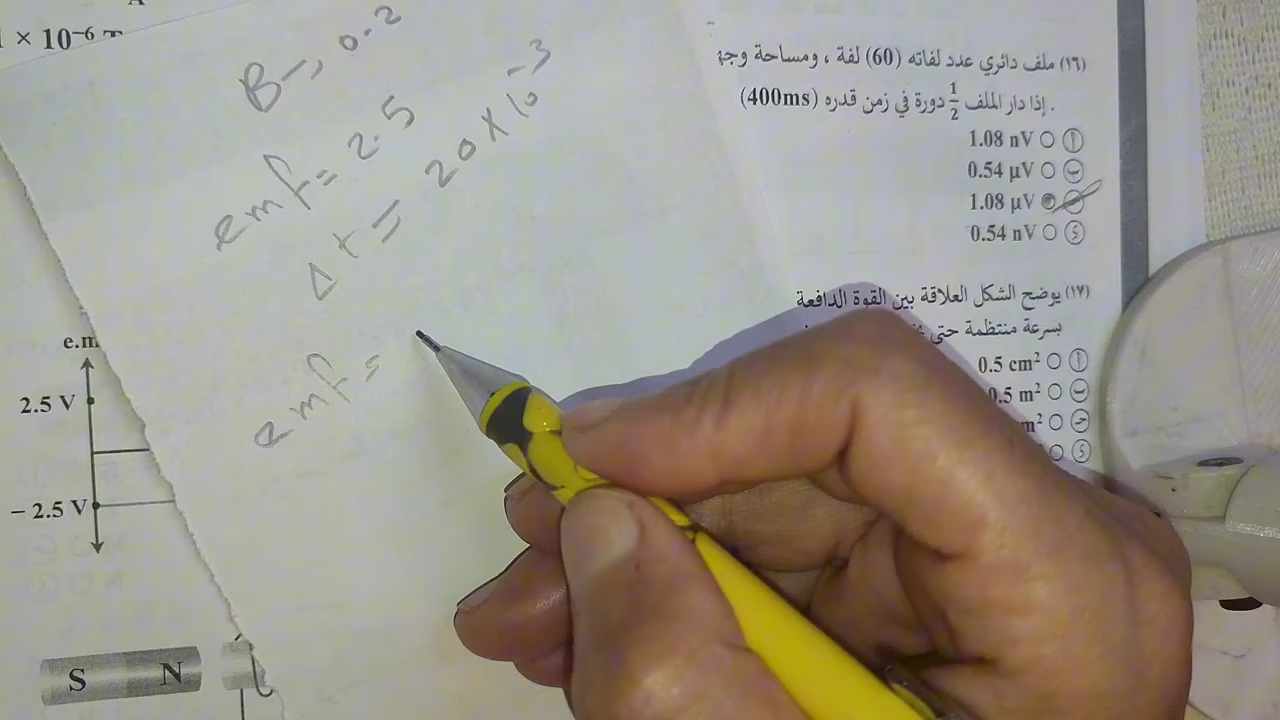 1 × 10⁻⁶ T
B → 0.2
emf = 2.5
Δt = 20 × 10⁻³
emf =
e.m
2.5 V
− 2.5 V
S N
(١٦) ملف دائري عدد لفاته (60) لفة ، ومساحة وجهـ
. إذا دار الملف ½ دورة في زمن قدره (400ms)
أ 1.08 nV
ب 0.54 µV
1.08 µV
د 0.54 nV
(١٧) يوضح الشكل العلاقة بين القوة الدافعة
بسرعة منتظمة حتى
أ 0.5 cm²
ب 0.5 m²
ج m²
د